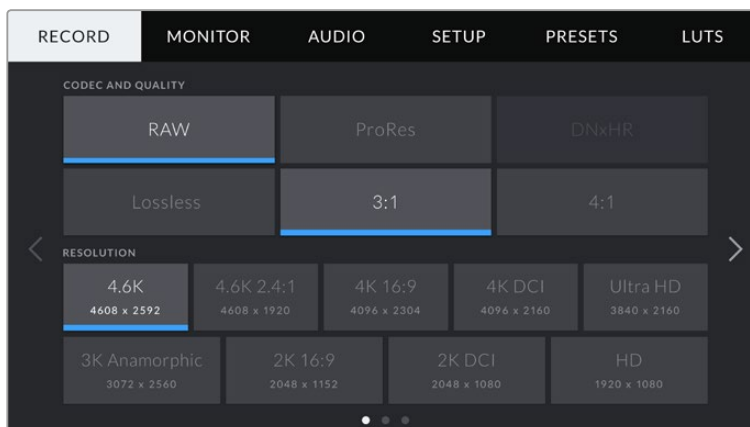 RECORD MONITOR AUDIO SETUP PRESETS LUTS
CODEC AND QUALITY
RAW ProRes DNxHR
Lossless 3:1 4:1
RESOLUTION
4.6K 4.6K 2.4:1 4K 16:9 4K DCI Ultra HD
4608 x 2592 4608 x 1920 4096 x 2304 4096 x 2160 3840 x 2160
3K Anamorphic 2K 16:9 2K DCI HD
3072 x 2560 2048 x 1152 2048 x 1080 1920 x 1080